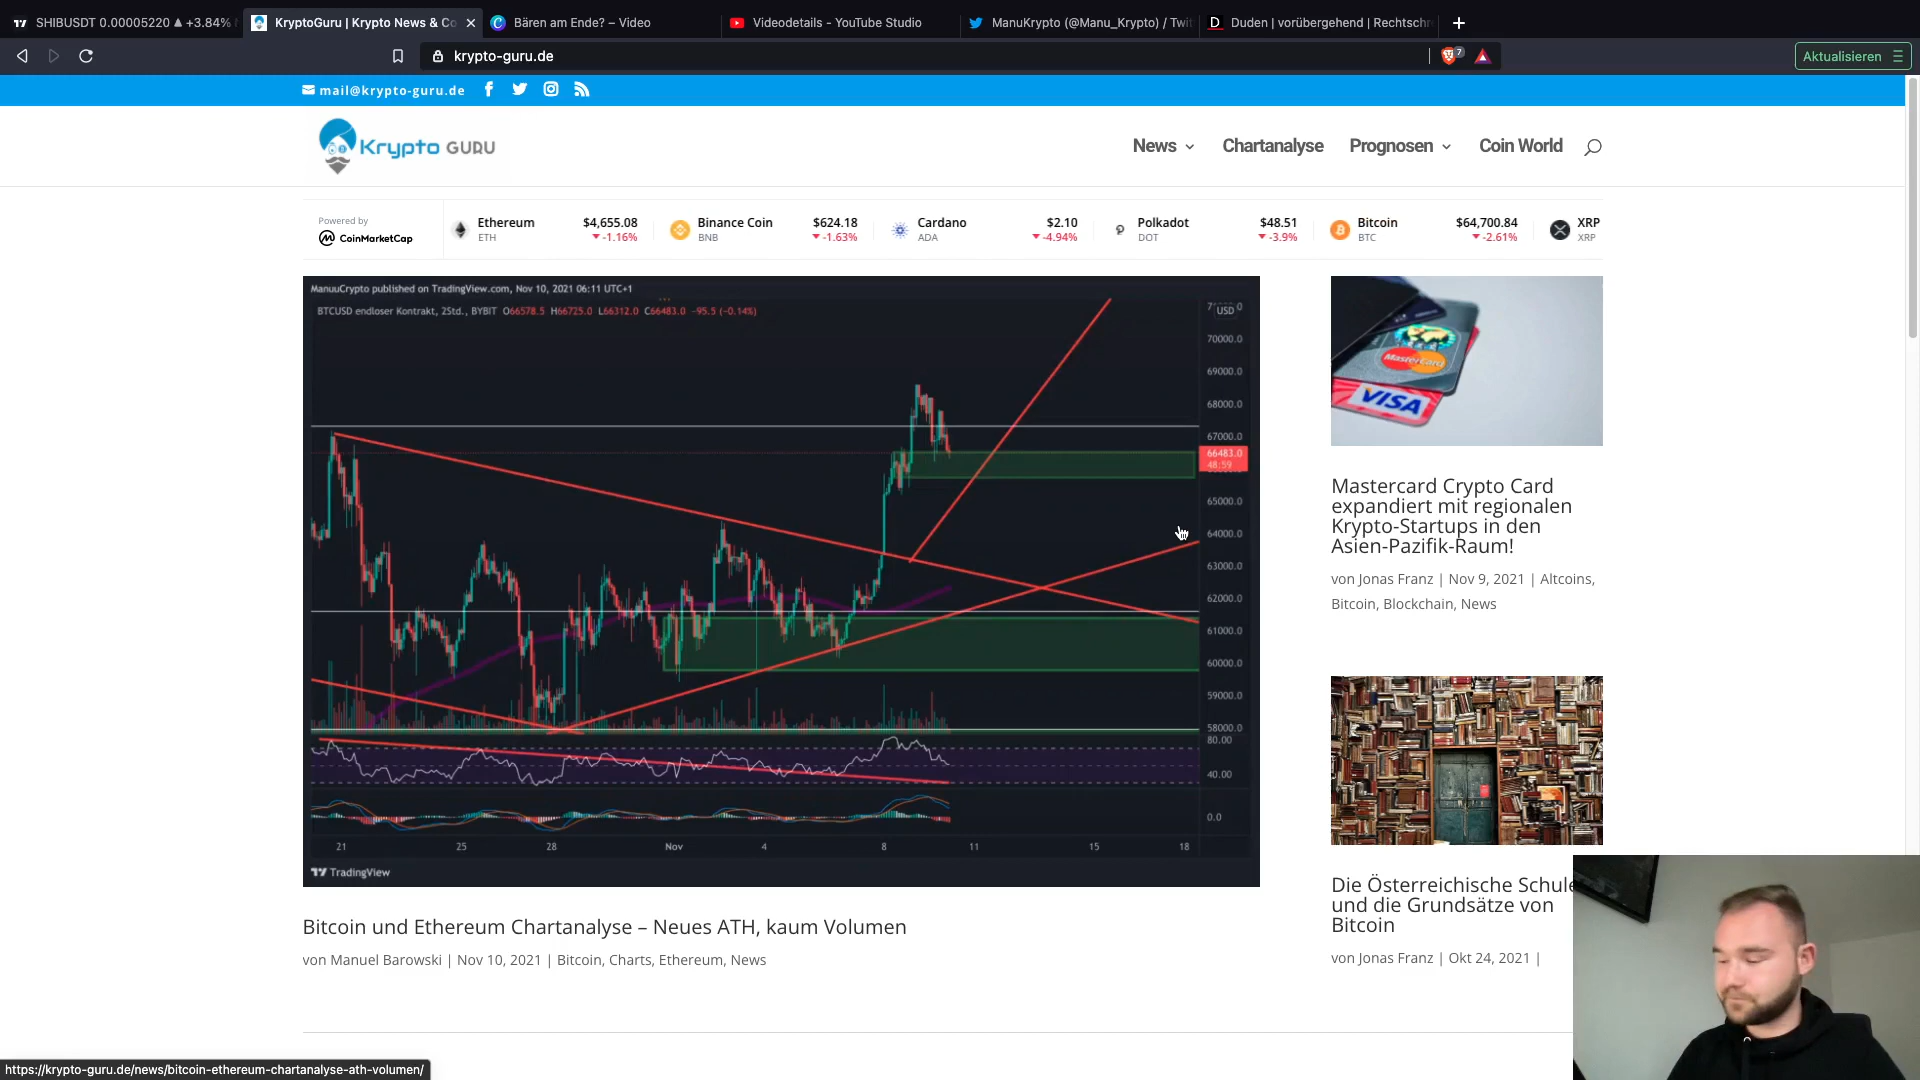 SHIBUSDT 0.00005220 ▲ +3.84%
KryptoGuru | Krypto News & Co
Bären am Ende? – Video
Videodetails - YouTube Studio
ManuKrypto (@Manu_Krypto) / Twit
Duden | vorübergehend | Rechtschr
krypto-guru.de
7
Aktualisieren
mail@krypto-guru.de
Krypto GURU
News
Chartanalyse
Prognosen
Coin World
Powered by
CoinMarketCap
Ethereum
ETH
$4,655.08
-1.16%
Binance Coin
BNB
$624.18
-1.63%
Cardano
ADA
$2.10
-4.94%
Polkadot
DOT
$48.51
-3.9%
Bitcoin
BTC
$64,700.84
-2.61%
XRP
XRP
ManuuCrypto published on TradingView.com, Nov 10, 2021 06:11 UTC+1
BTCUSD endloser Kontrakt, 2Std., BYBIT O66578.5 H66725.0 L66312.0 C66483.0 −95.5 (−0.14%)
USD
70000.0
69000.0
68000.0
67000.0
66483.0
48:59
65000.0
64000.0
63000.0
62000.0
61000.0
60000.0
59000.0
58000.0
80.00
40.00
0.0
21 25 28 Nov 4 8 11 15 18
TradingView
Bitcoin und Ethereum Chartanalyse – Neues ATH, kaum Volumen
von Manuel Barowski | Nov 10, 2021 | Bitcoin, Charts, Ethereum, News
MasterCard
VISA
Mastercard Crypto Card
expandiert mit regionalen
Krypto-Startups in den
Asien-Pazifik-Raum!
von Jonas Franz | Nov 9, 2021 | Altcoins,
Bitcoin, Blockchain, News
Die Österreichische Schule
und die Grundsätze von
Bitcoin
von Jonas Franz | Okt 24, 2021 |
https://krypto-guru.de/news/bitcoin-ethereum-chartanalyse-ath-volumen/